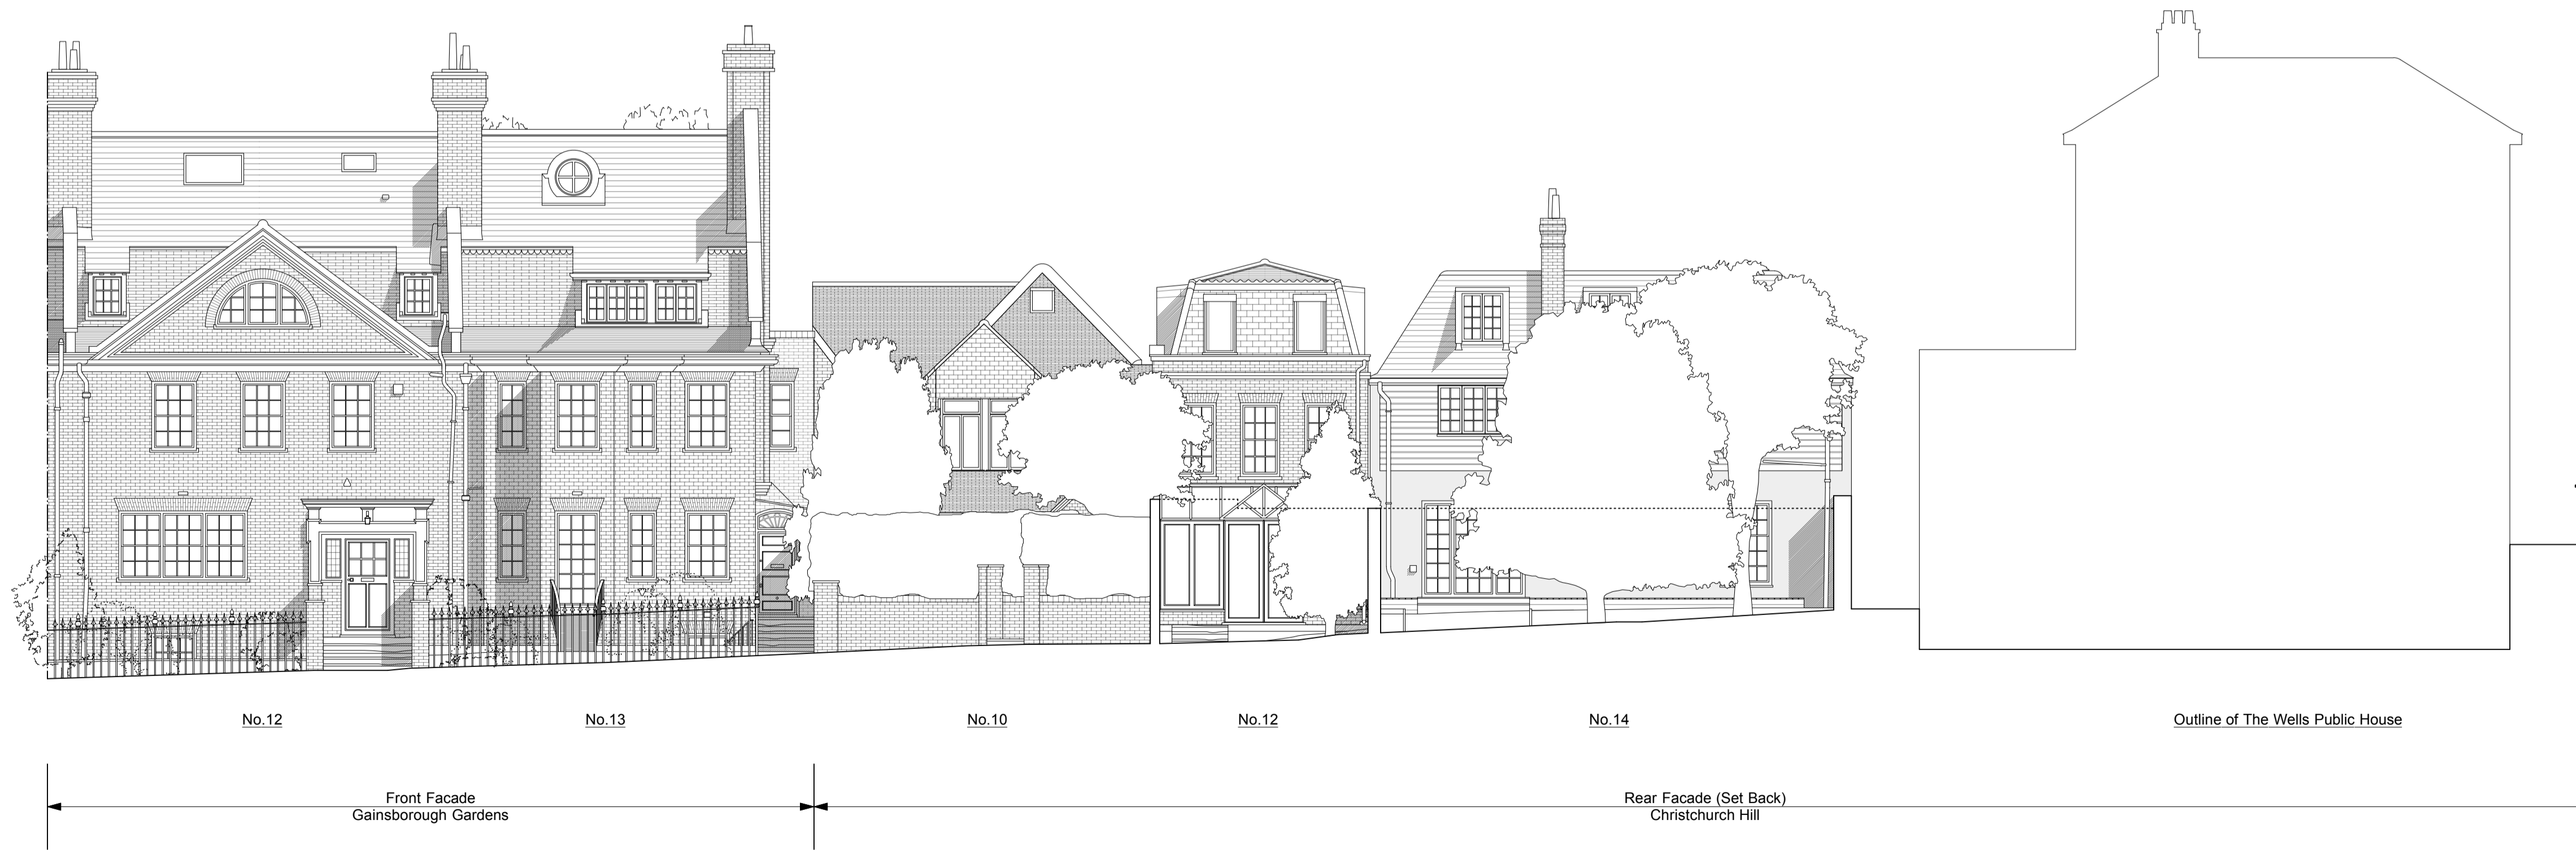 No.12
No.13
No.10
No.12
No.14
Outline of The Wells Public House
Front Facade
Gainsborough Gardens
Rear Facade (Set Back)
Christchurch Hill